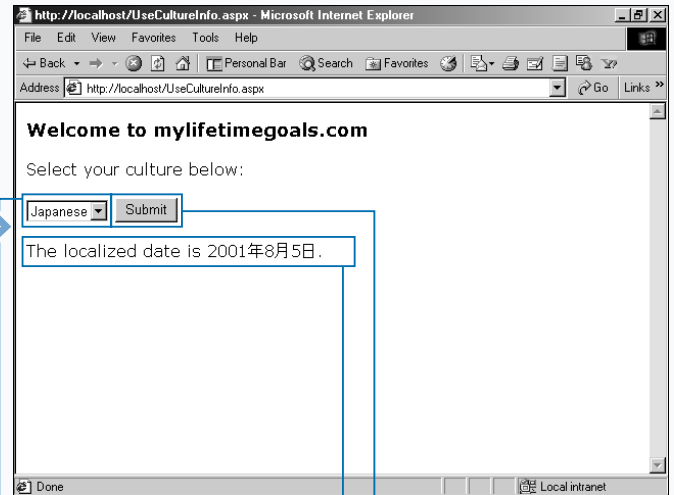 http://localhost/UseCultureInfo.aspx - Microsoft Internet Explorer
File Edit View Favorites Tools Help
Back Personal Bar Search Favorites
Address http://localhost/UseCultureInfo.aspx Go Links »
Welcome to mylifetimegoals.com
Select your culture below:
Japanese Submit
The localized date is 2001年8月5日.
Done Local intranet